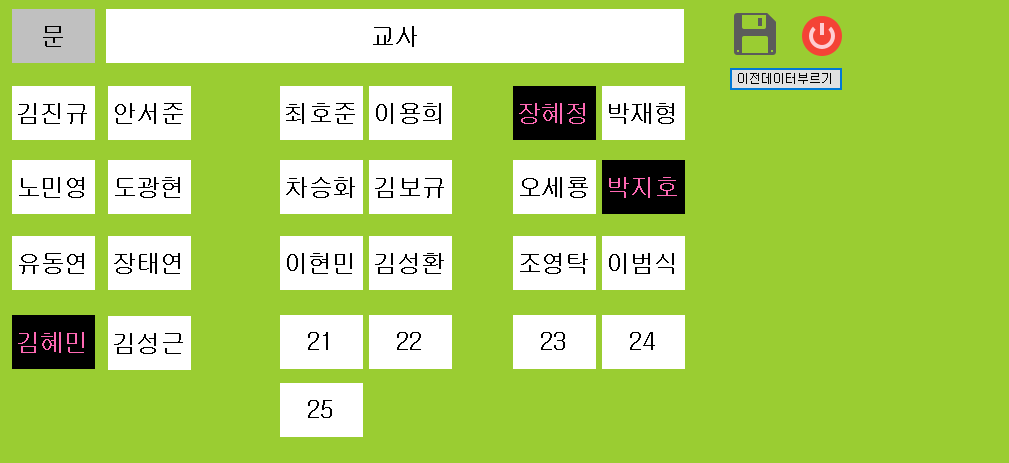 문 교사
이전데이터부르기
김진규 안서준 최호준 이용희 장혜정 박재형
노민영 도광현 차승화 김보규 오세룡 박지호
유동연 장태연 이현민 김성환 조영탁 이범식
김혜민 김성근 21 22 23 24
25